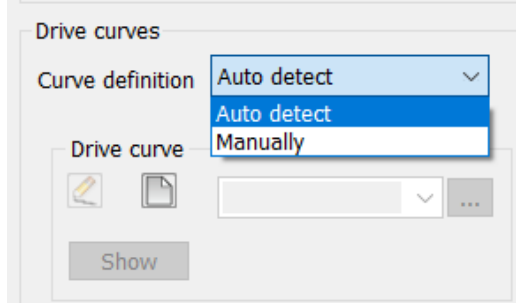 Drive curves
Curve definition Auto detect
Auto detect
Manually
Drive curve
...
Show